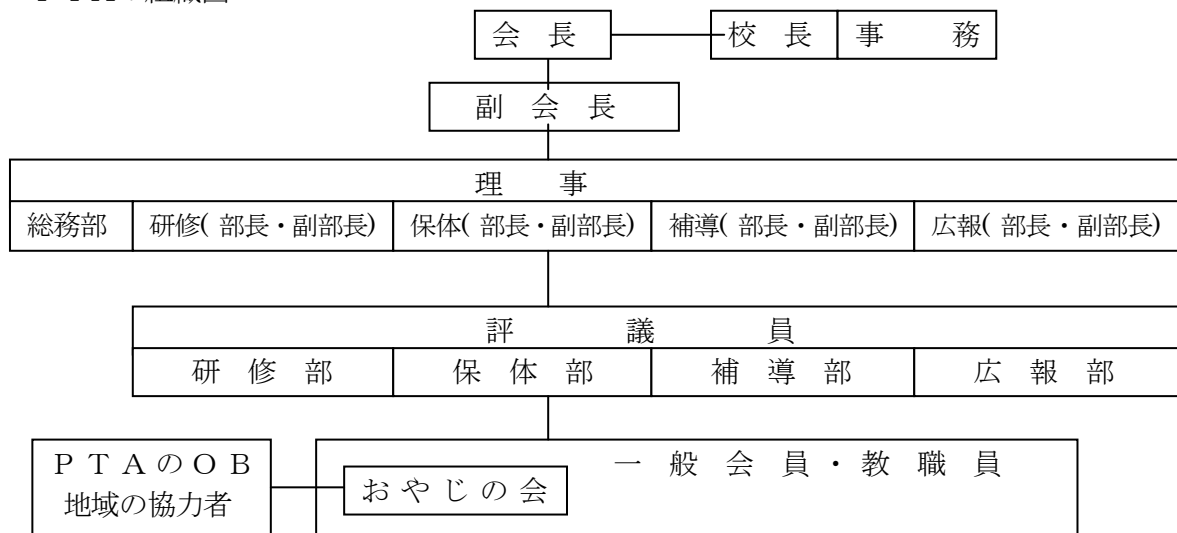 会長 校長 事務
副会長
理事
総務部 研修(部長・副部長) 保体(部長・副部長) 補導(部長・副部長) 広報(部長・副部長)
評議員
研修部 保体部 補導部 広報部
一般会員・教職員
PTAのOB
地域の協力者
おやじの会